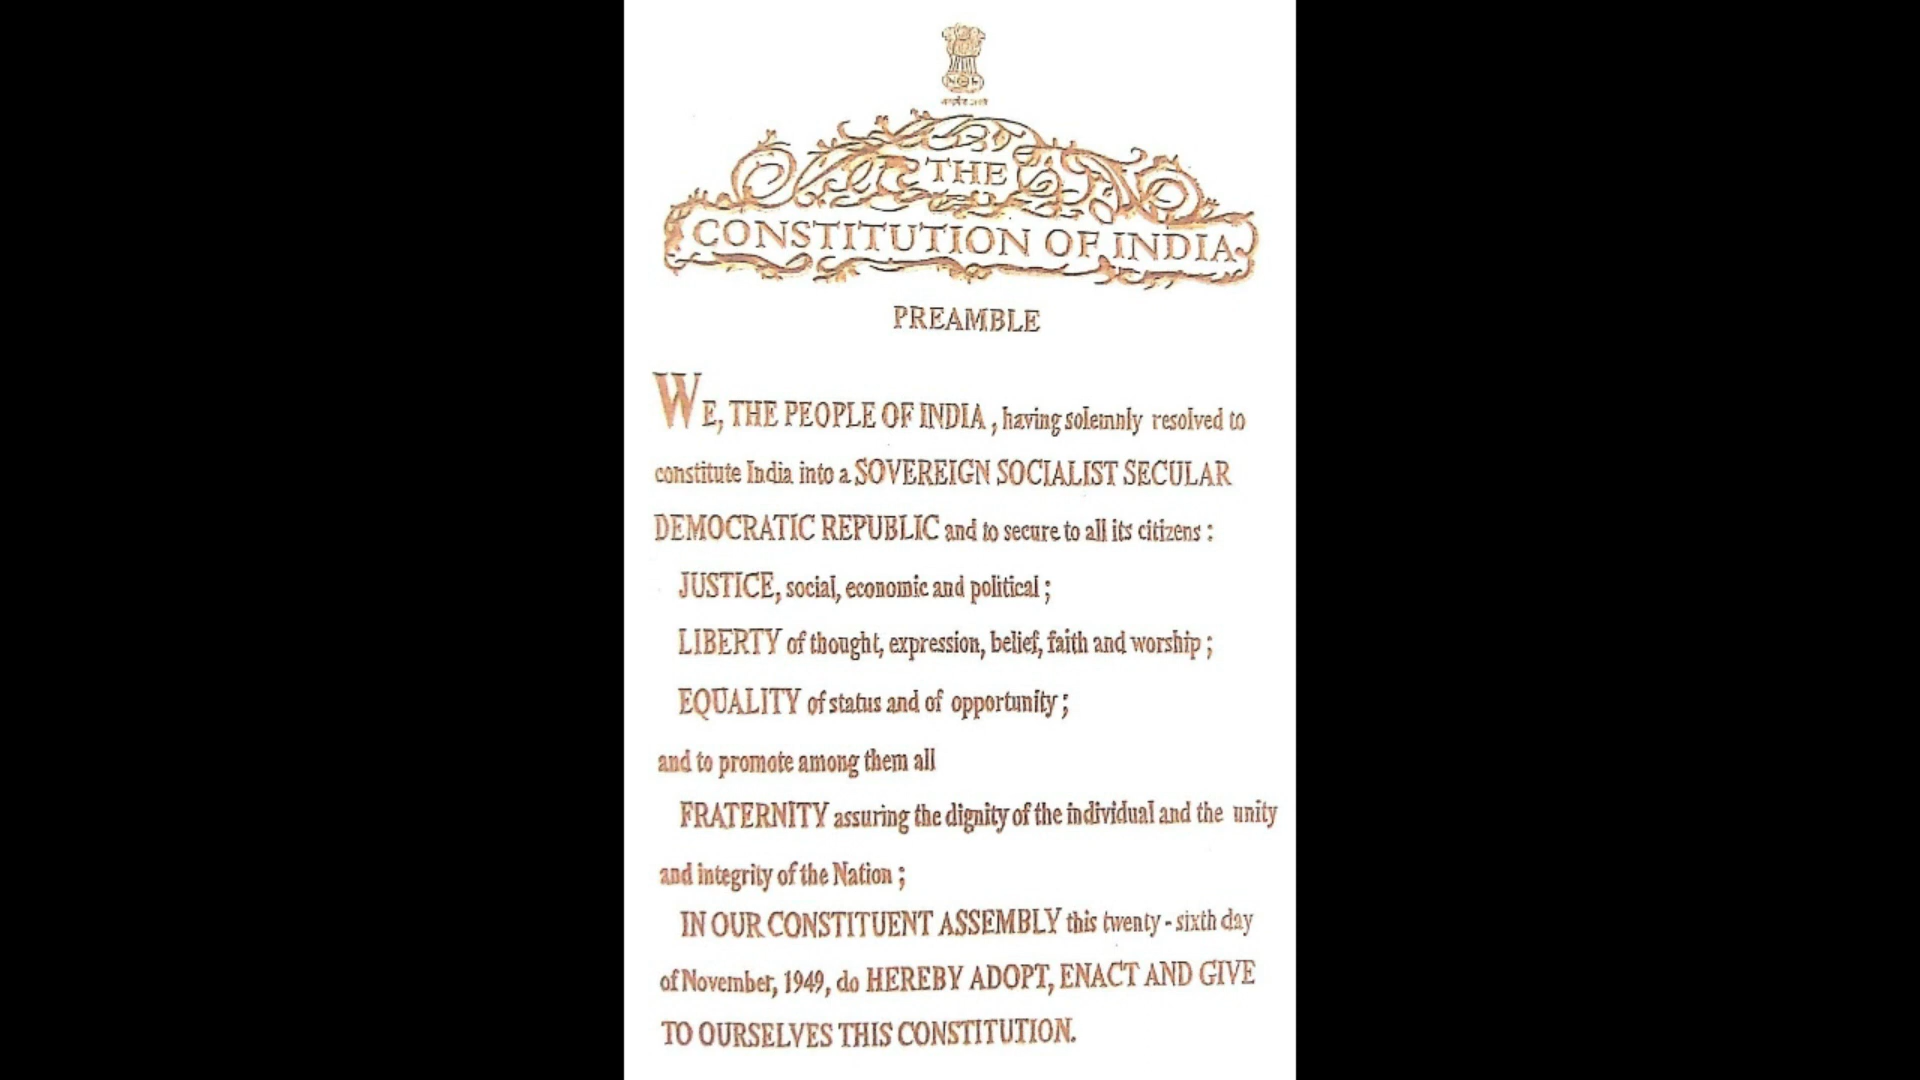 THE
CONSTITUTION OF INDIA
PREAMBLE
WE, THE PEOPLE OF INDIA, having solemnly resolved to
constitute India into a SOVEREIGN SOCIALIST SECULAR
DEMOCRATIC REPUBLIC and to secure to all its citizens :
JUSTICE, social, economic and political ;
LIBERTY of thought, expression, belief, faith and worship ;
EQUALITY of status and of opportunity ;
and to promote among them all
FRATERNITY assuring the dignity of the individual and the unity
and integrity of the Nation ;
IN OUR CONSTITUENT ASSEMBLY this twenty - sixth day
of November, 1949, do HEREBY ADOPT, ENACT AND GIVE
TO OURSELVES THIS CONSTITUTION.